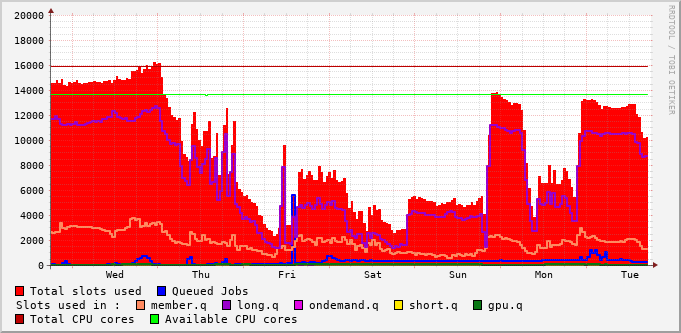 20000
18000
16000
14000
12000
10000
8000
6000
4000
2000
0
Wed Thu Fri Sat Sun Mon Tue
RRDTOOL / TOBI OETIKER
Total slots used Queued Jobs
Slots used in : member.q long.q ondemand.q short.q gpu.q
Total CPU cores Available CPU cores